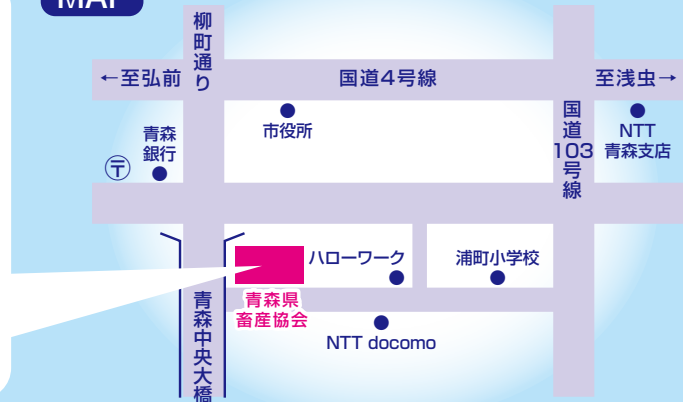 MAP
柳町通り
←至弘前
国道4号線
至浅虫→
市役所
青森
銀行
〒
国道103号線
NTT
青森支店
ハローワーク
浦町小学校
青森県
畜産協会
青森中央大橋
NTT docomo